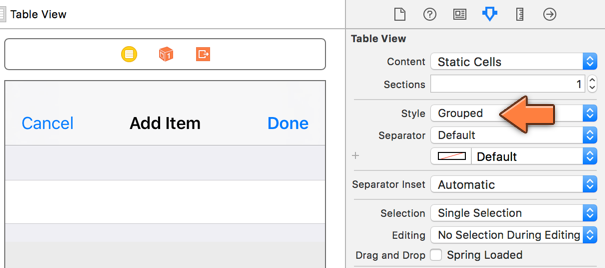 Table View
Cancel Add Item Done
Table View
Content Static Cells
Sections 1
Style Grouped
Separator Default
Default
Separator Inset Automatic
Selection Single Selection
Editing No Selection During Editing
Drag and Drop Spring Loaded